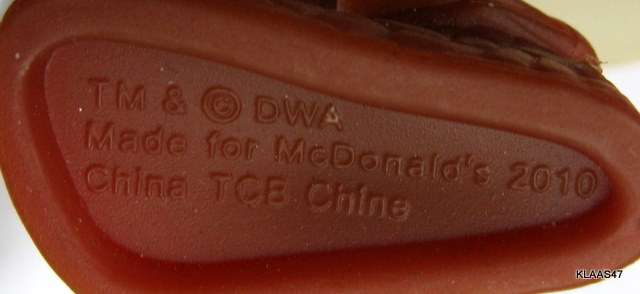 TM & © DWA
Made for McDonald's 2010
China TCB Chine
KLAAS47